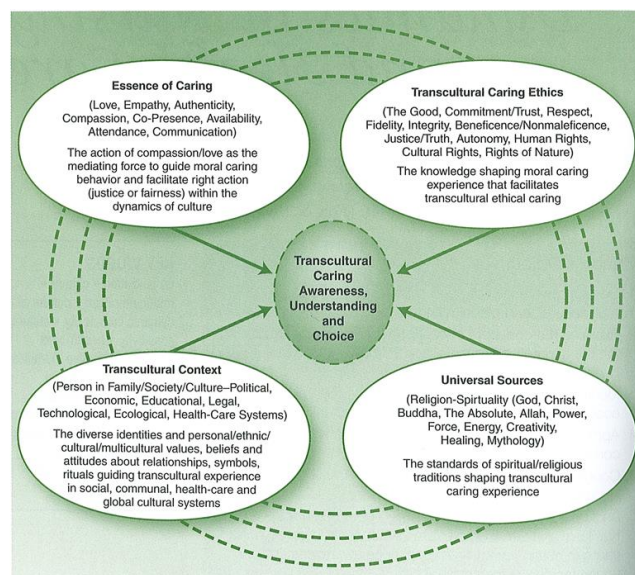 Essence of Caring
(Love, Empathy, Authenticity,
Compassion, Co-Presence, Availability,
Attendance, Communication)
The action of compassion/love as the
mediating force to guide moral caring
behavior and facilitate right action
(justice or fairness) within the
dynamics of culture
Transcultural Caring Ethics
(The Good, Commitment/Trust, Respect,
Fidelity, Integrity, Beneficence/Nonmaleficence,
Justice/Truth, Autonomy, Human Rights,
Cultural Rights, Rights of Nature)
The knowledge shaping moral caring
experience that facilitates
transcultural ethical caring
Transcultural
Caring
Awareness,
Understanding
and
Choice
Transcultural Context
(Person in Family/Society/Culture–Political,
Economic, Educational, Legal,
Technological, Ecological, Health-Care Systems)
The diverse identities and personal/ethnic/
cultural/multicultural values, beliefs and
attitudes about relationships, symbols,
rituals guiding transcultural experience
in social, communal, health-care and
global cultural systems
Universal Sources
(Religion-Spirtuality (God, Christ,
Buddha, The Absolute, Allah, Power,
Force, Energy, Creativity,
Healing, Mythology)
The standards of spiritual/religious
traditions shaping transcultural
caring experience